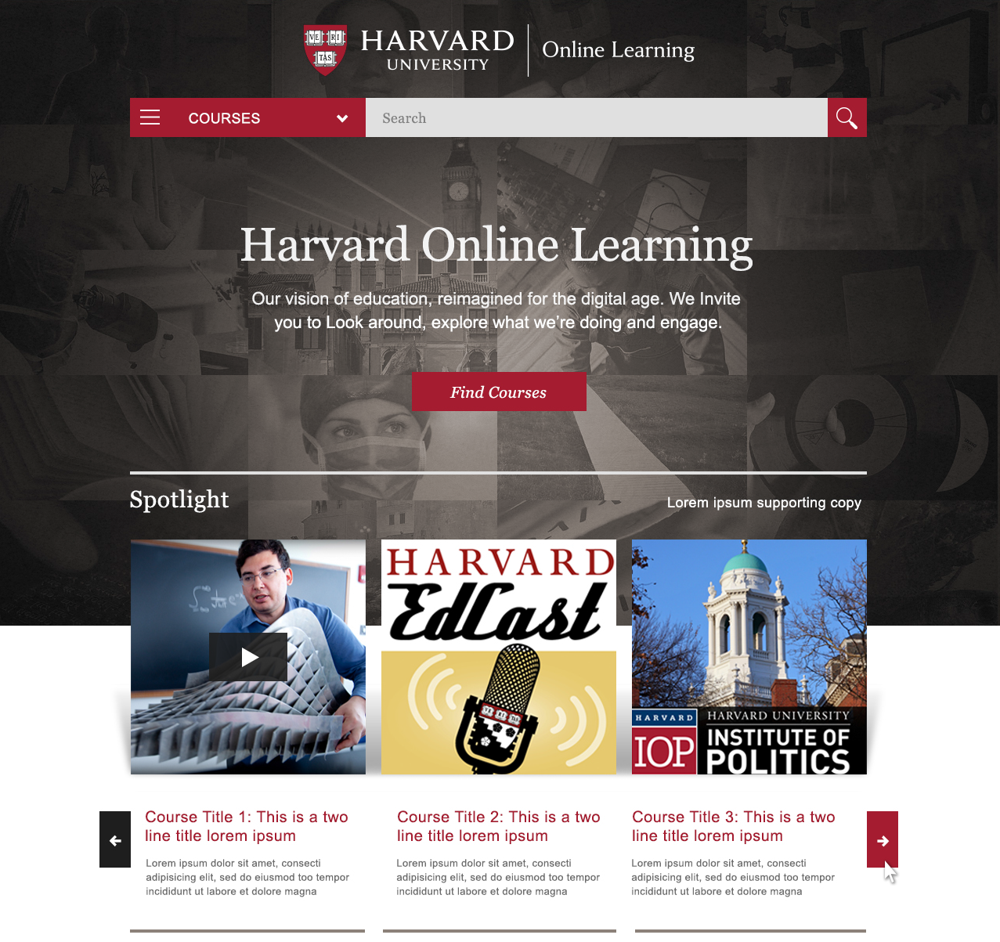 VE RI
TAS
HARVARD
UNIVERSITY
Online Learning
COURSES
Search
Harvard Online Learning
Our vision of education, reimagined for the digital age. We Invite
you to Look around, explore what we’re doing and engage.
Find Courses
Spotlight
Lorem ipsum supporting copy
HARVARD
EdCast
VE RI TAS
HARVARD
IOP
HARVARD UNIVERSITY
INSTITUTE OF
POLITICS
Course Title 1: This is a two
line title lorem ipsum
Lorem ipsum dolor sit amet, consecti
adipisicing elit, sed do eiusmod too tempor
incididunt ut labore et dolore magna
Course Title 2: This is a two
line title lorem ipsum
Lorem ipsum dolor sit amet, consecti
adipisicing elit, sed do eiusmod too tempor
incididunt ut labore et dolore magna
Course Title 3: This is a two
line title lorem ipsum
Lorem ipsum dolor sit amet, consecti
adipisicing elit, sed do eiusmod too tempor
incididunt ut labore et dolore magna